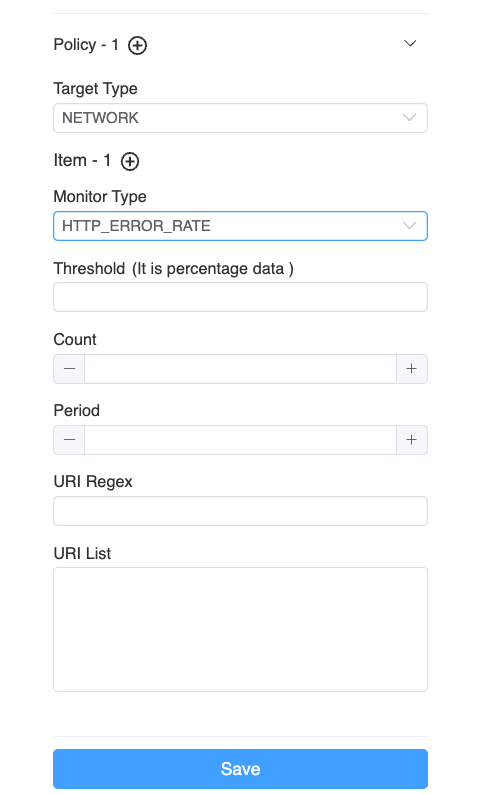 Policy - 1
Target Type
NETWORK
Item - 1
Monitor Type
HTTP_ERROR_RATE
Threshold (It is percentage data )
Count
Period
URI Regex
URI List
Save